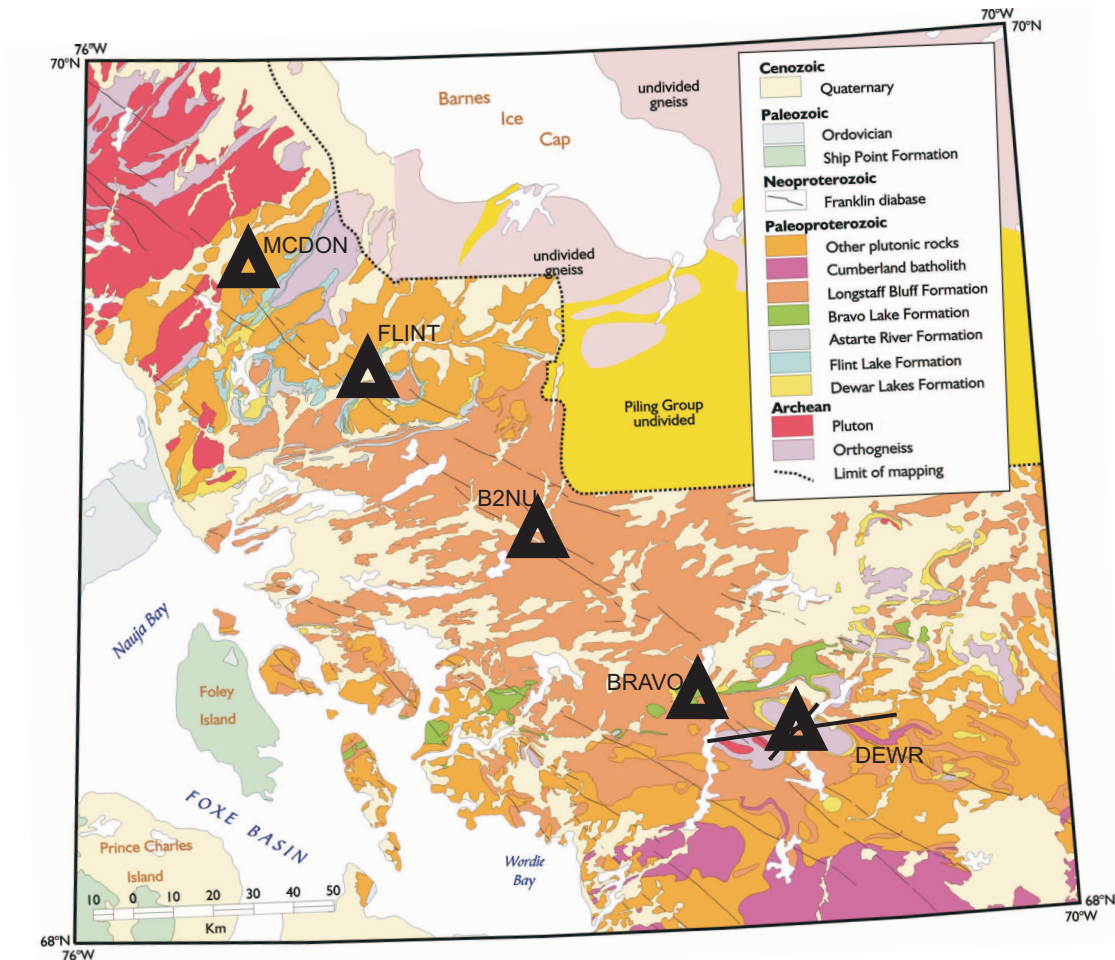 76°W
70°N
70°W
70°N
Barnes
Ice
Cap
undivided
gneiss
undivided
gneiss
Piling Group
undivided
MCDON
FLINT
B2NU
BRAVO
DEWR
Nauja Bay
Foley
Island
FOXE BASIN
Prince Charles
Island
Wordie
Bay
10 0 10 20 30 40 50
Km
68°N
76°W
68°N
70°W
Cenozoic
Quaternary
Paleozoic
Ordovician
Ship Point Formation
Neoproterozoic
Franklin diabase
Paleoproterozoic
Other plutonic rocks
Cumberland batholith
Longstaff Bluff Formation
Bravo Lake Formation
Astarte River Formation
Flint Lake Formation
Dewar Lakes Formation
Archean
Pluton
Orthogneiss
Limit of mapping